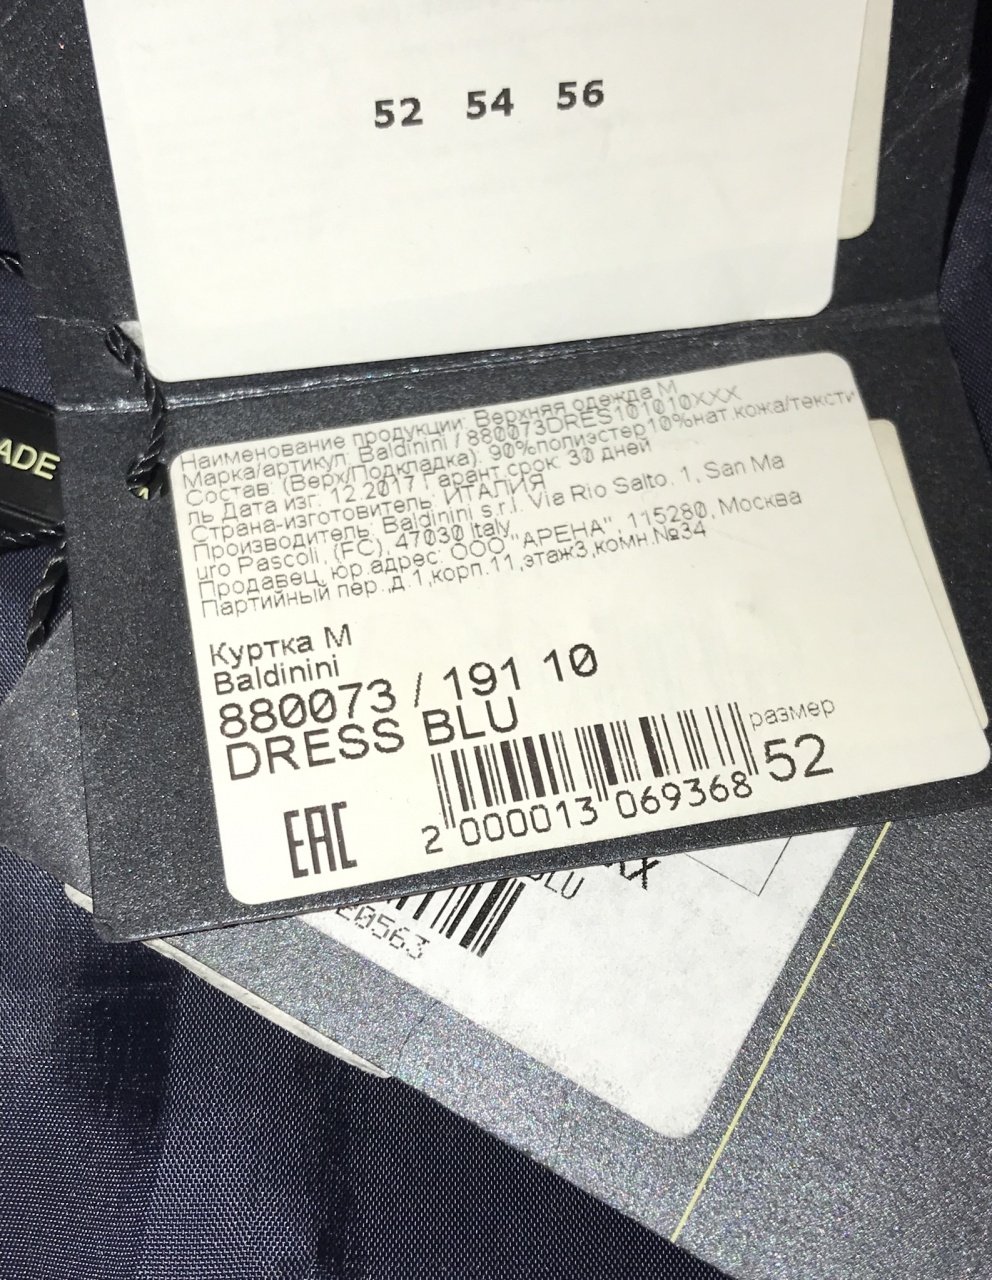 52 54 56
ADE
Наименование продукции: Верхняя одежда М
Марка/артикул: Baldinini / 880073DRES101010XXX
Состав: (Верх/Подкладка): 90%полиэстер10%нат.кожа/тексти
ль Дата изг: 12.2017 Гарант.срок: 30 дней
Страна-изготовитель: ИТАЛИЯ
Производитель: Baldinini s.r.l. Via Rio Salto. 1, San Ma
uro Pascoli, (FC), 47030 Italy
Продавец, юр.адрес: ООО "АРЕНА", 115280, Москва
Партийный пер.,д.1,корп.11,этаж3,комн.№34
Куртка М
Baldinini
880073 / 191 10
DRESS BLU
размер
52
EAC
2 000013 069368
BLU
20563